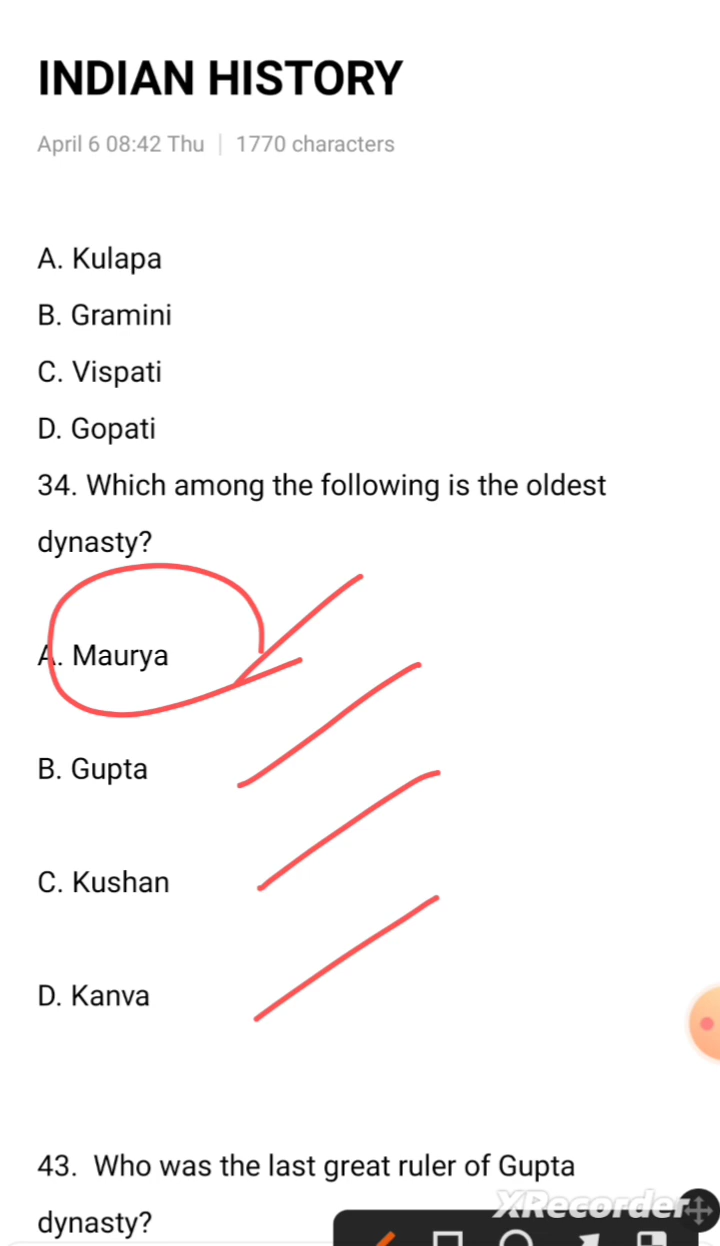 INDIAN HISTORY
April 6 08:42 Thu | 1770 characters
A. Kulapa
B. Gramini
C. Vispati
D. Gopati
34. Which among the following is the oldest
dynasty?
A. Maurya
B. Gupta
C. Kushan
D. Kanva
43. Who was the last great ruler of Gupta
XRecorder
dynasty?